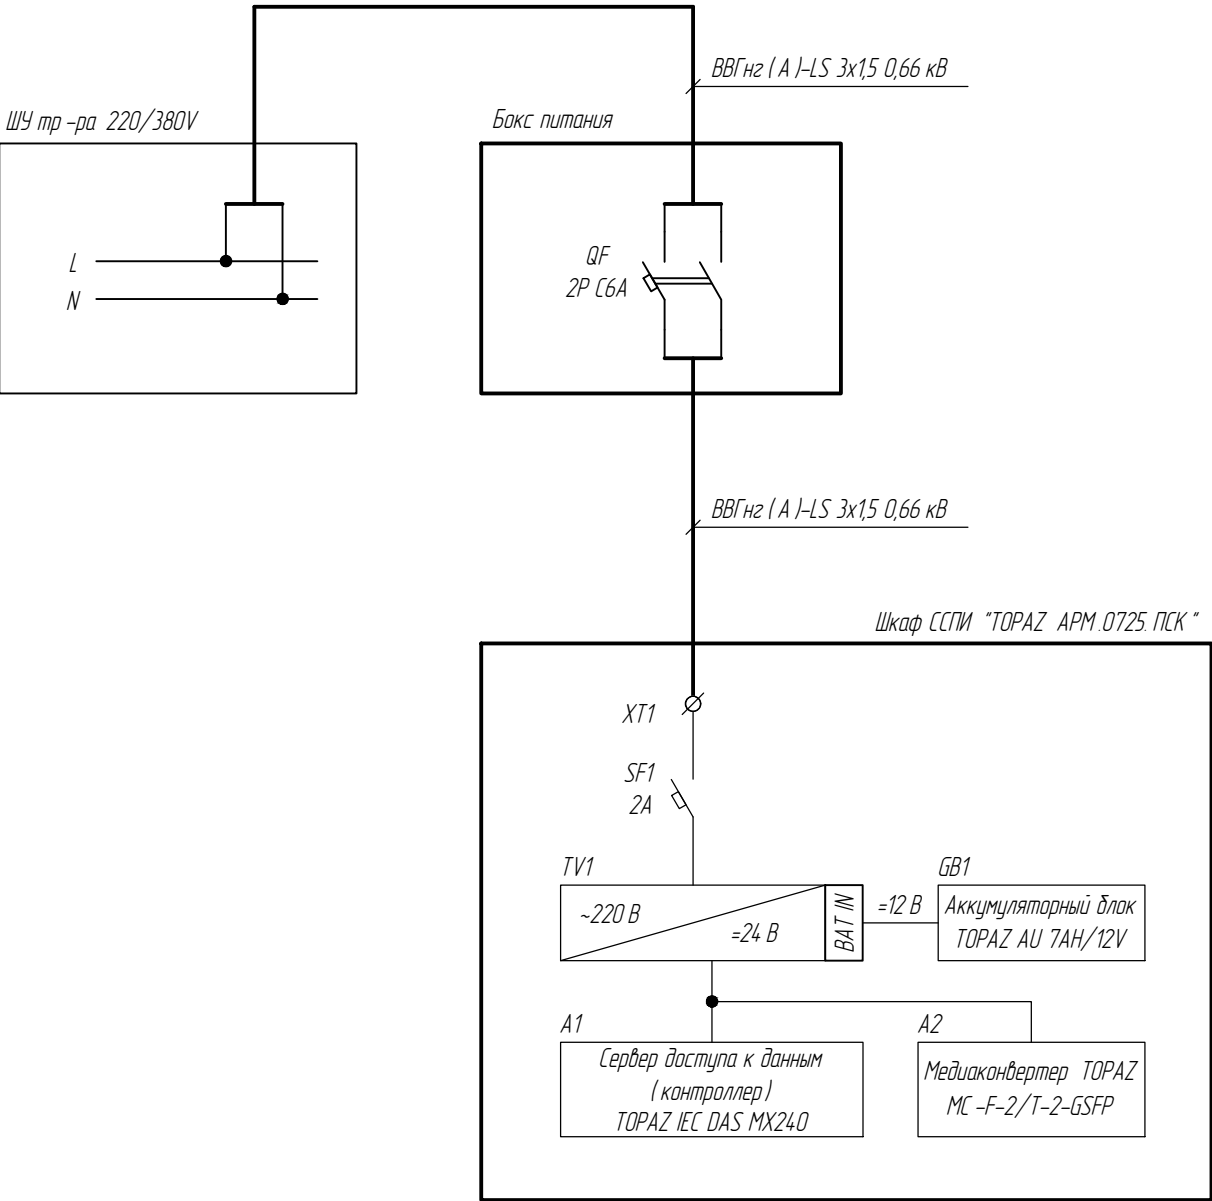 ВВГнг(А)-LS 3х1,5 0,66 кВ
ШУ тр-ра 220/380V
Бокс питания
L
N
QF
2P C6A
ВВГнг(А)-LS 3х1,5 0,66 кВ
Шкаф ССПИ "TOPAZ АРМ.0725.ПСК"
XT1
SF1
2A
TV1
~220 В
=24 В
BAT IN
=12 В
GB1
Аккумуляторный блок
TOPAZ AU 7AH/12V
A1
Сервер доступа к данным
(контроллер)
TOPAZ IEC DAS MX240
A2
Медиаконвертер TOPAZ
MC-F-2/T-2-GSFP